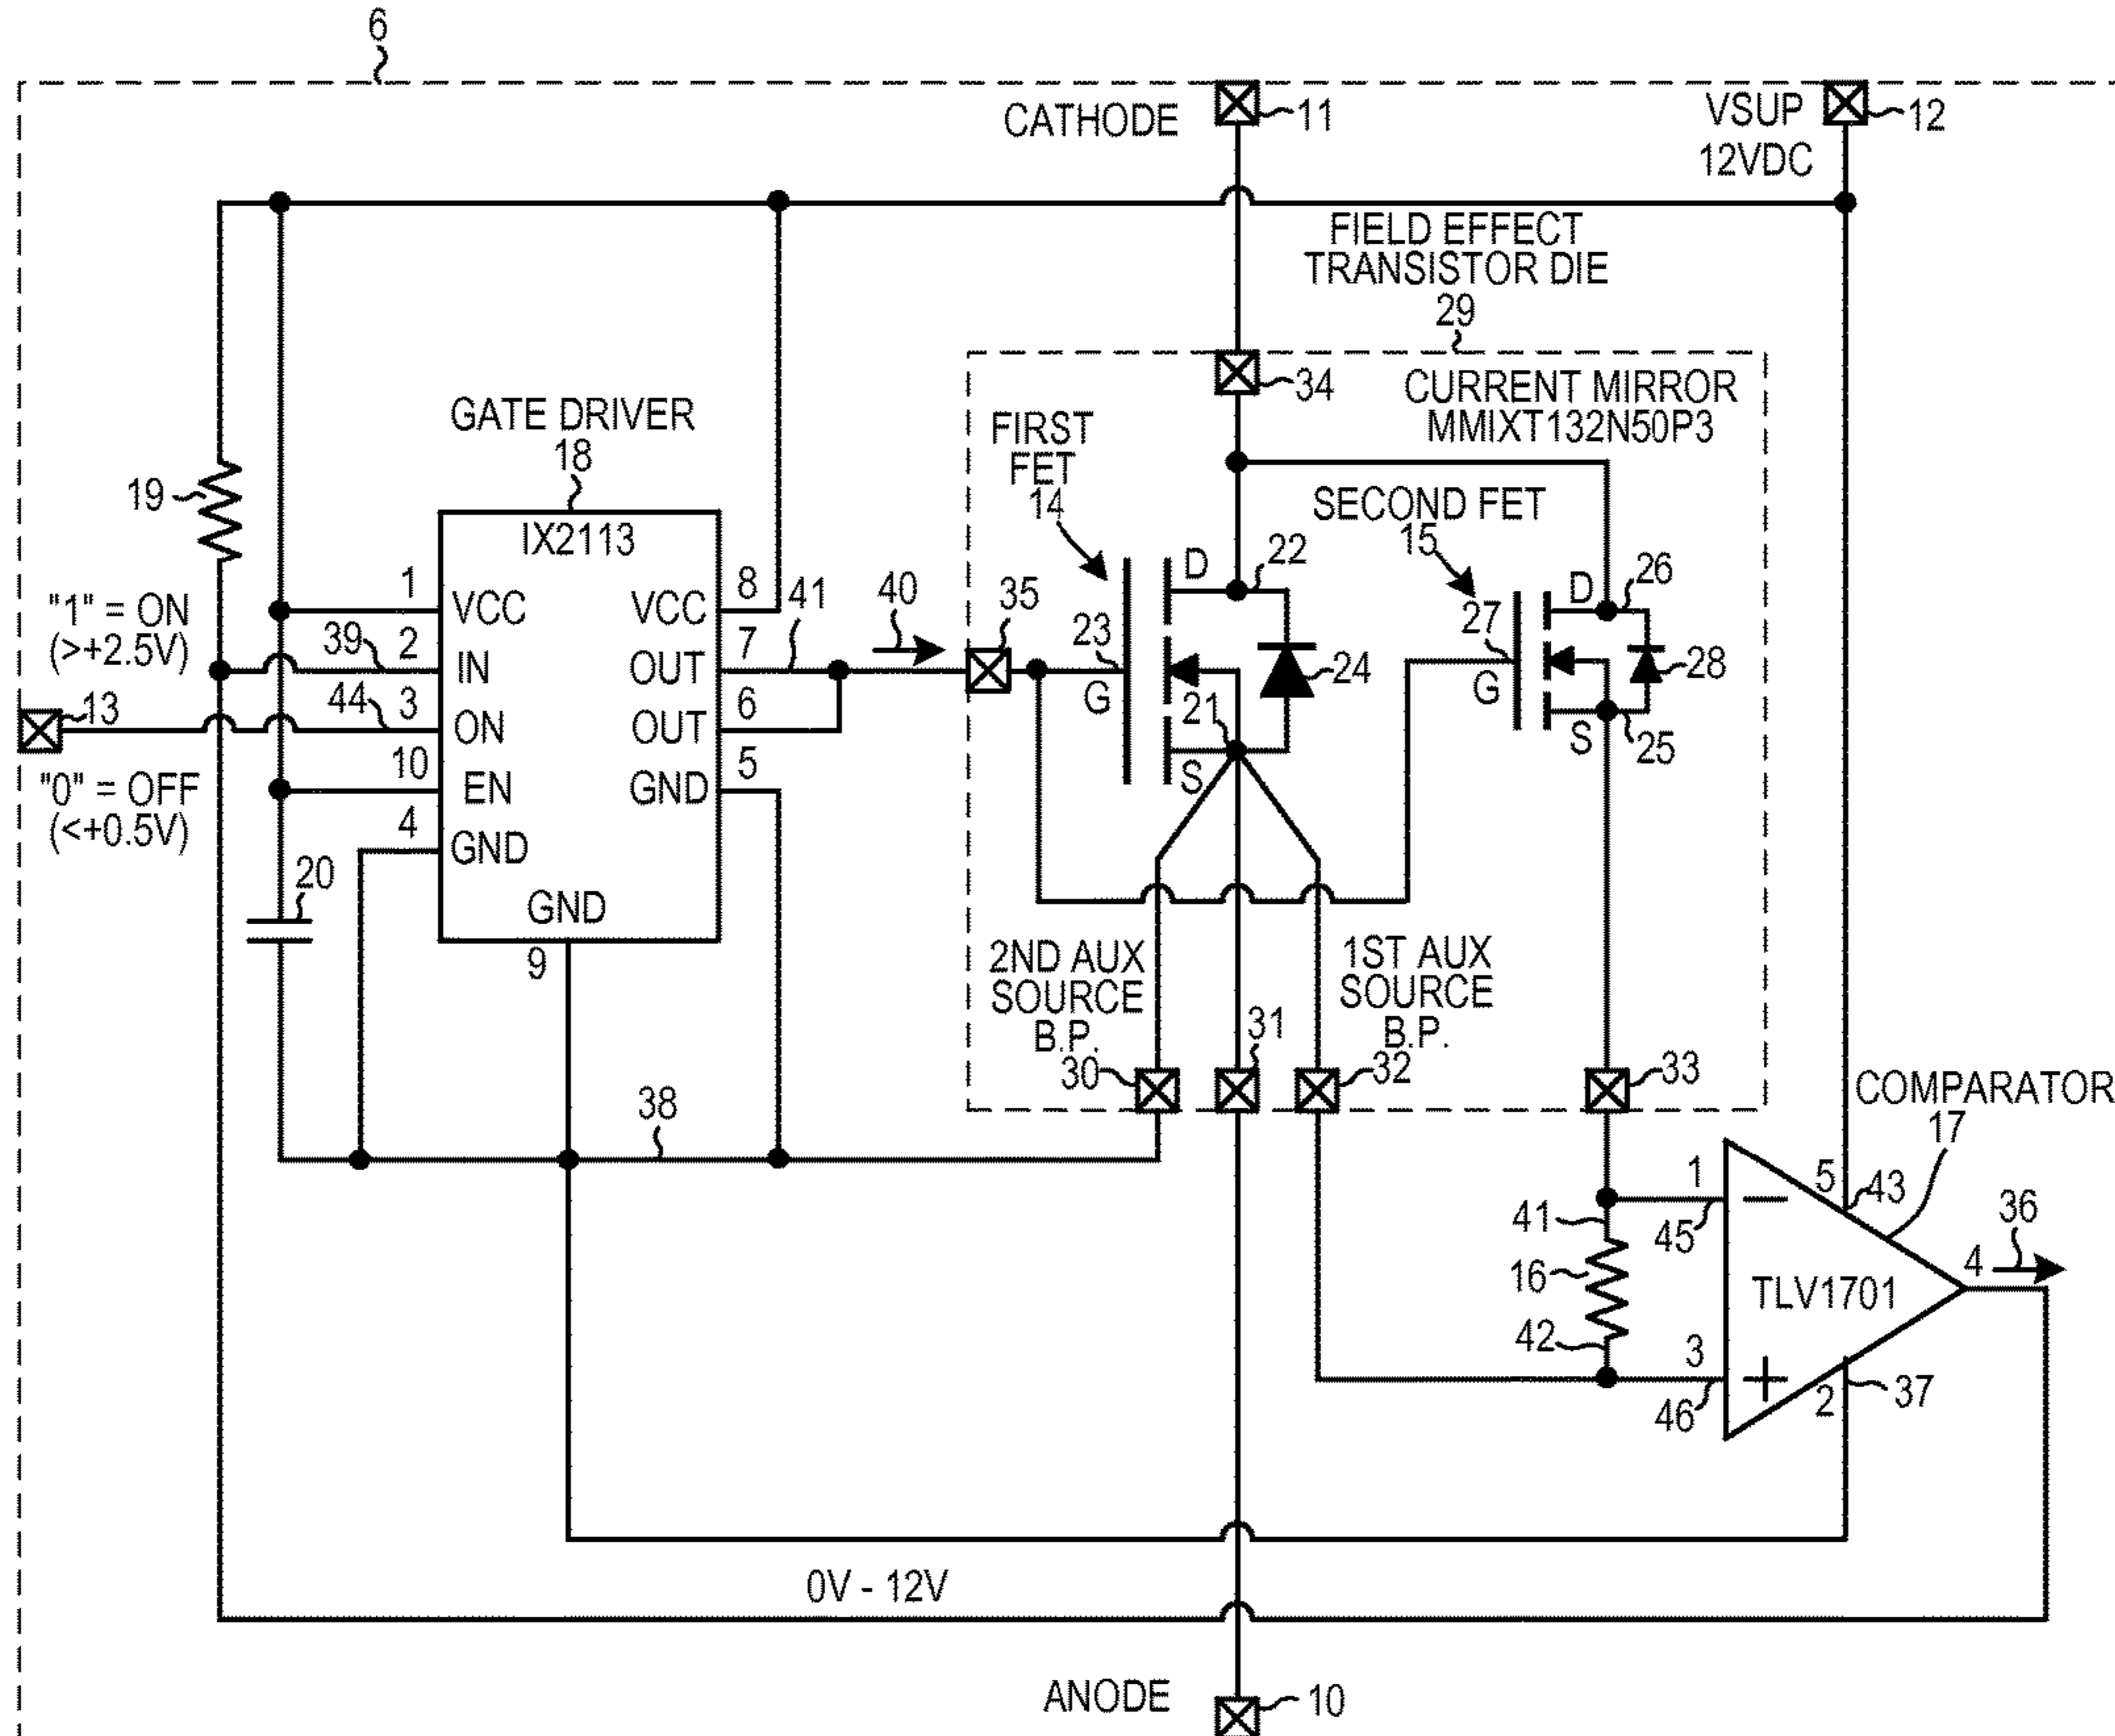 6
CATHODE
11
VSUP
12VDC
12
FIELD EFFECT
TRANSISTOR DIE
29
34
CURRENT MIRROR
MMIXT132N50P3
GATE DRIVER
18
IX2113
19
FIRST
FET
14
SECOND FET
15
"1" = ON
(>+2.5V)
1
VCC
39
2
IN
13
44
3
ON
"0" = OFF
(<+0.5V)
10
EN
4
GND
20
GND
9
VCC
8
OUT
7
41
OUT
6
GND
5
40
35
23
G
D
22
24
21
S
27
G
D
26
28
S
25
2ND AUX
SOURCE
B.P.
30
31
1ST AUX
SOURCE
B.P.
32
33
38
COMPARATOR
17
1
45
5
43
41
16
42
TLV1701
4
36
3
46
2
37
0V - 12V
ANODE
10